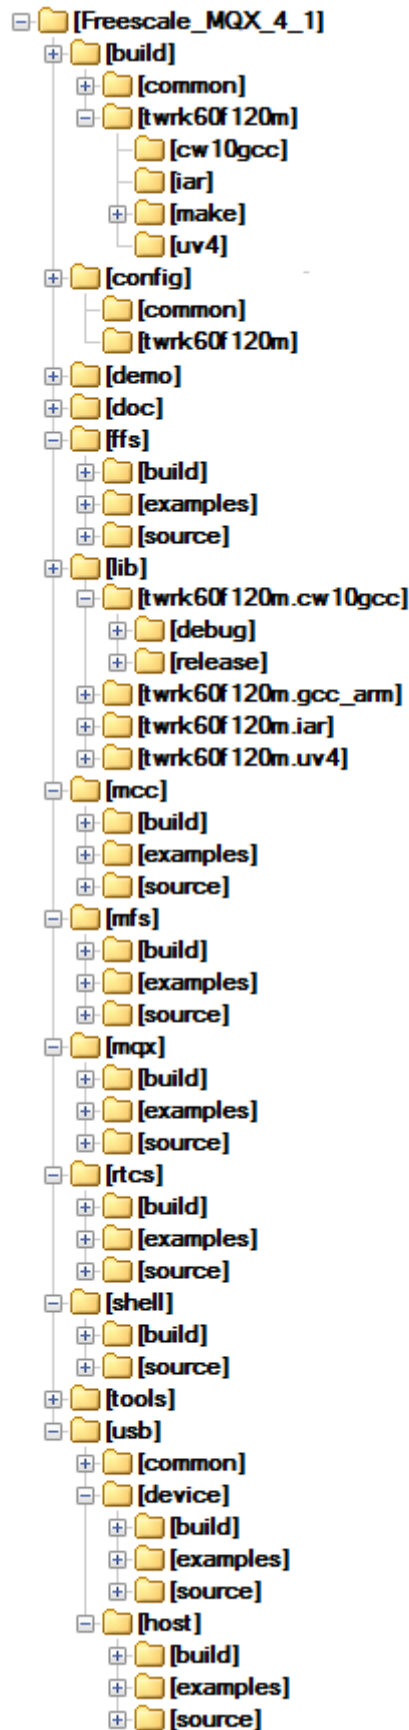 [Freescale_MQX_4_1]
[build]
[common]
[twrk60f120m]
[cw10gcc]
[iar]
[make]
[uv4]
[config]
[common]
[twrk60f120m]
[demo]
[doc]
[ffs]
[build]
[examples]
[source]
[lib]
[twrk60f120m.cw10gcc]
[debug]
[release]
[twrk60f120m.gcc_arm]
[twrk60f120m.iar]
[twrk60f120m.uv4]
[mcc]
[build]
[examples]
[source]
[mfs]
[build]
[examples]
[source]
[mqx]
[build]
[examples]
[source]
[rtcs]
[build]
[examples]
[source]
[shell]
[build]
[source]
[tools]
[usb]
[common]
[device]
[build]
[examples]
[source]
[host]
[build]
[examples]
[source]